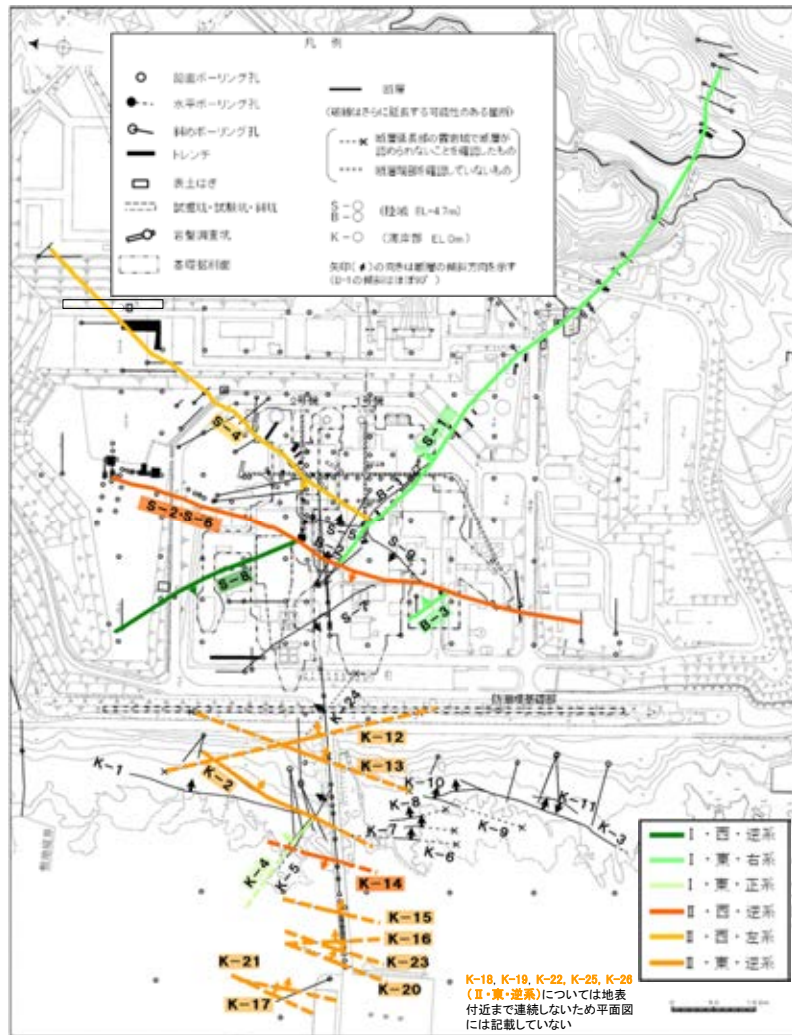 凡 例
鉛直ボーリング孔
水平ボーリング孔
斜めボーリング孔
トレンチ
表土はぎ
試掘坑・試験坑・斜坑
岩盤調査坑
基礎掘削面
断層
(破線はさらに延長する可能性のある箇所)
断層延長部の露岩域で断層が
認められないことを確認したもの
断層端部を確認していないもの
S-○
B-○
(陸域 EL-4.7m)
K-○
(海岸部 EL 0m)
矢印( )の向きは断層の傾斜方向を示す
2号機
1号機
S-4
S-1
B-1
S-2・S-6
S-5
S-9
S-8
S-7
B-3
防潮堤基礎部
K-24
K-12
K-1
K-2
K-13
K-10
K-11
K-8
K-9
K-7
K-3
K-6
K-4
K-5
K-14
K-15
K-16
K-21
K-23
K-20
K-17
Ⅰ・西・逆系
Ⅰ・東・右系
Ⅰ・東・正系
Ⅱ・西・逆系
Ⅱ・西・左系
Ⅱ・東・逆系
K-18, K-19, K-22, K-25, K-26
(Ⅱ・東・逆系)については地表
付近まで連続しないため平面図
には記載していない